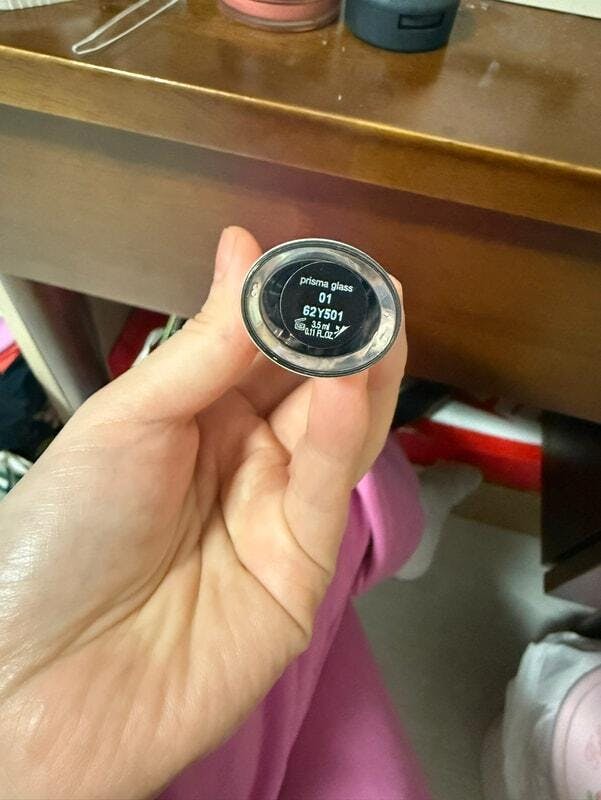 prisma glass
01
62Y501
3.5 ml
0.11 FL.OZ.